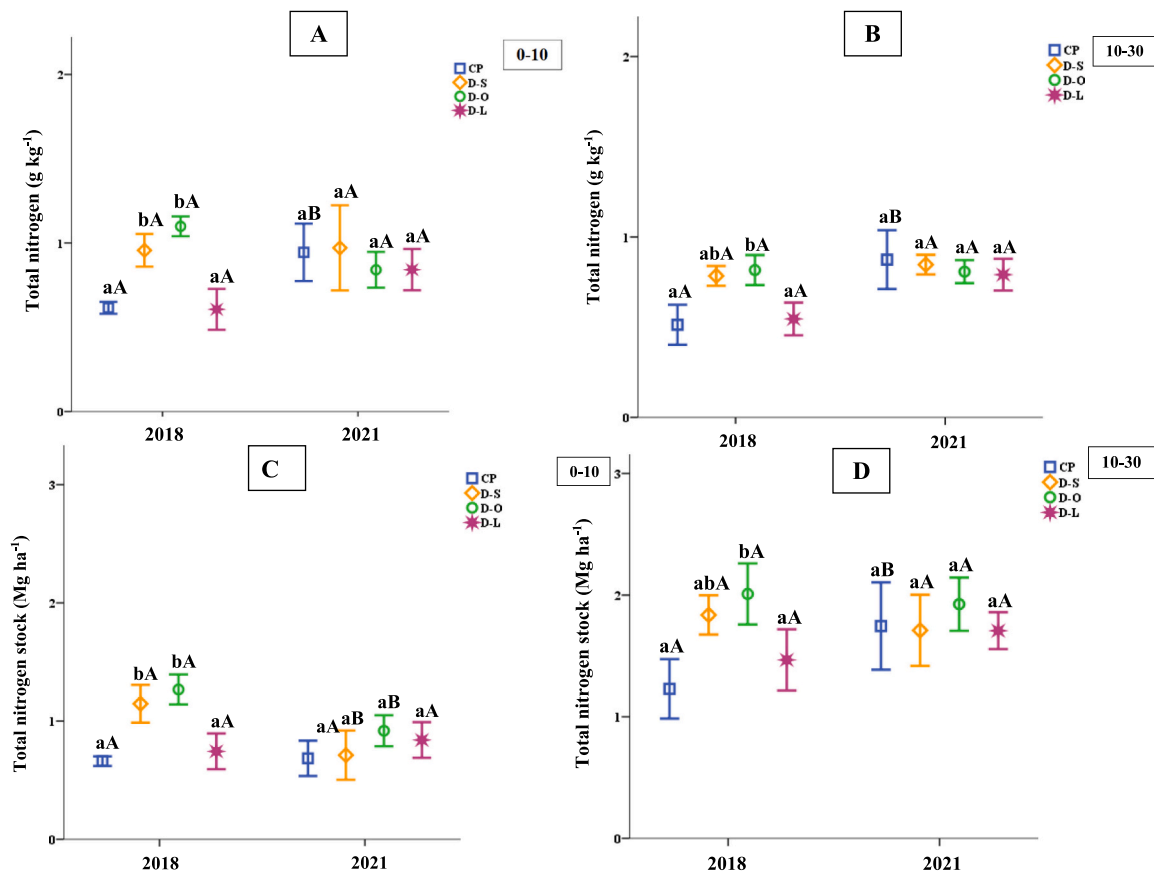 A
0-10
CP
D-S
D-O
D-L
Total nitrogen (g kg⁻¹)
2
1
0
aA
bA
bA
aA
aB
aA
aA
aA
2018
2021
B
10-30
CP
D-S
D-O
D-L
Total nitrogen (g kg⁻¹)
2
1
0
aA
abA
bA
aA
aB
aA
aA
aA
2018
2021
C
0-10
CP
D-S
D-O
D-L
Total nitrogen stock (Mg ha⁻¹)
3
2
1
0
aA
bA
bA
aA
aA
aB
aB
aA
2018
2021
D
10-30
CP
D-S
D-O
D-L
Total nitrogen stock (Mg ha⁻¹)
3
2
1
0
aA
abA
bA
aA
aB
aA
aA
aA
2018
2021